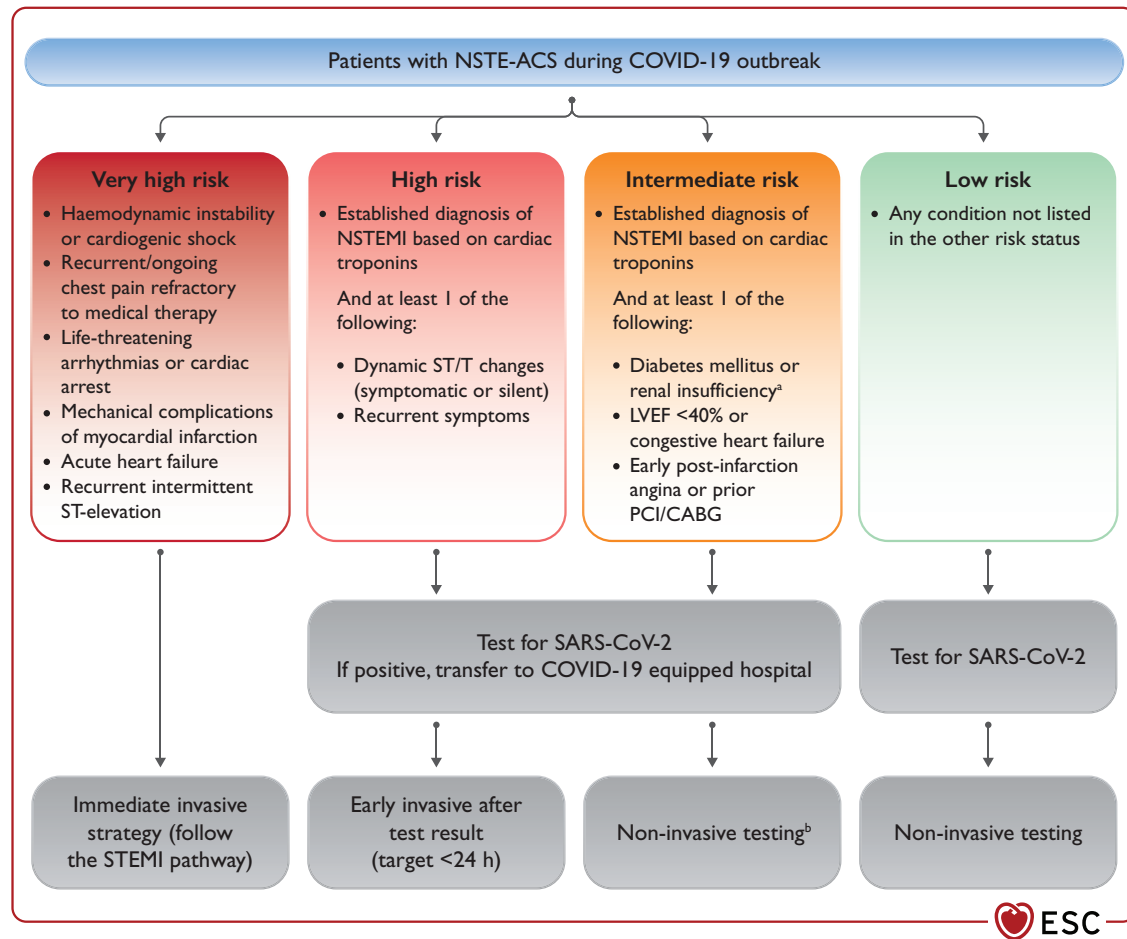 Patients with NSTE-ACS during COVID-19 outbreak
Very high risk
• Haemodynamic instability
or cardiogenic shock
• Recurrent/ongoing
chest pain refractory
to medical therapy
• Life-threatening
arrhythmias or cardiac
arrest
• Mechanical complications
of myocardial infarction
• Acute heart failure
• Recurrent intermittent
ST-elevation
High risk
• Established diagnosis of
NSTEMI based on cardiac
troponins
And at least 1 of the
following:
• Dynamic ST/T changes
(symptomatic or silent)
• Recurrent symptoms
Intermediate risk
• Established diagnosis of
NSTEMI based on cardiac
troponins
And at least 1 of the
following:
• Diabetes mellitus or
renal insufficiencyᵃ
• LVEF <40% or
congestive heart failure
• Early post-infarction
angina or prior
PCI/CABG
Low risk
• Any condition not listed
in the other risk status
Test for SARS-CoV-2
If positive, transfer to COVID-19 equipped hospital
Test for SARS-CoV-2
Immediate invasive
strategy (follow
the STEMI pathway)
Early invasive after
test result
(target <24 h)
Non-invasive testingᵇ
Non-invasive testing
ESC